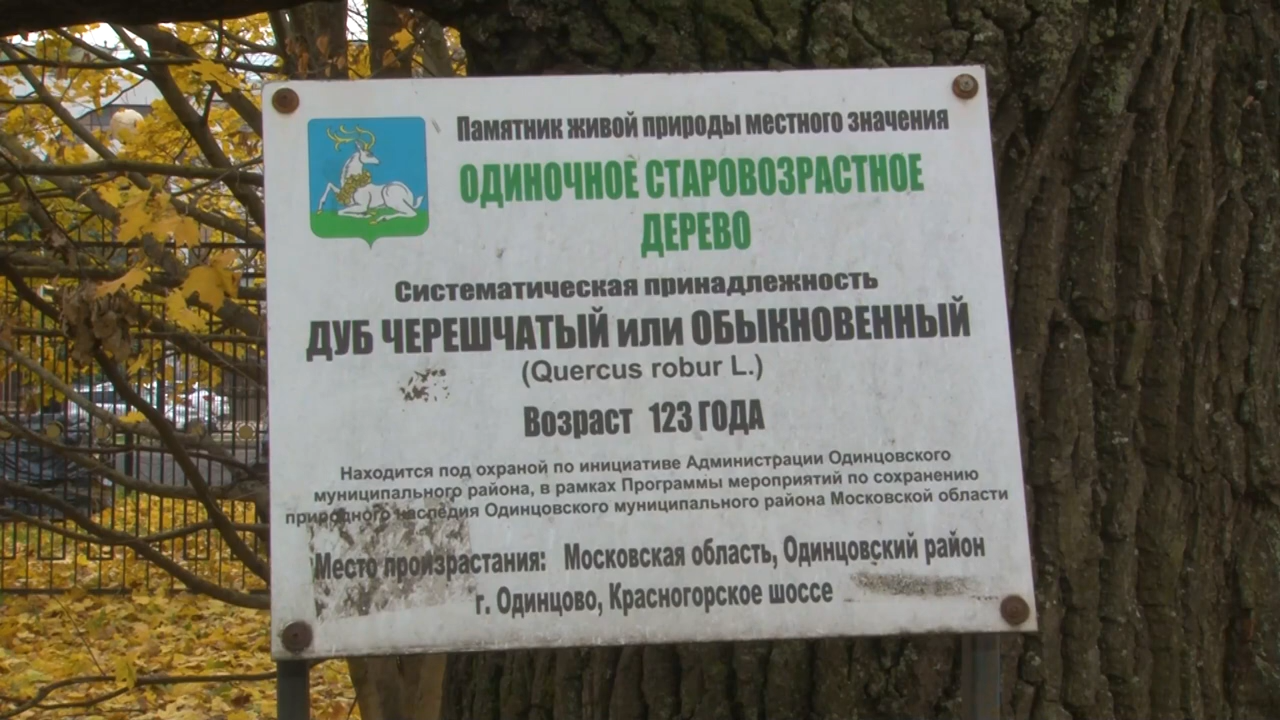 Памятник живой природы местного значения
ОДИНОЧНОЕ СТАРОВОЗРАСТНОЕ
ДЕРЕВО
Систематическая принадлежность
ДУБ ЧЕРЕШЧАТЫЙ или ОБЫКНОВЕННЫЙ
(Quercus robur L.)
Возраст 123 ГОДА
Находится под охраной по инициативе Администрации Одинцовского
муниципального района, в рамках Программы мероприятий по сохранению
природного наследия Одинцовского муниципального района Московской области
Место произрастания: Московская область, Одинцовский район
г. Одинцово, Красногорское шоссе